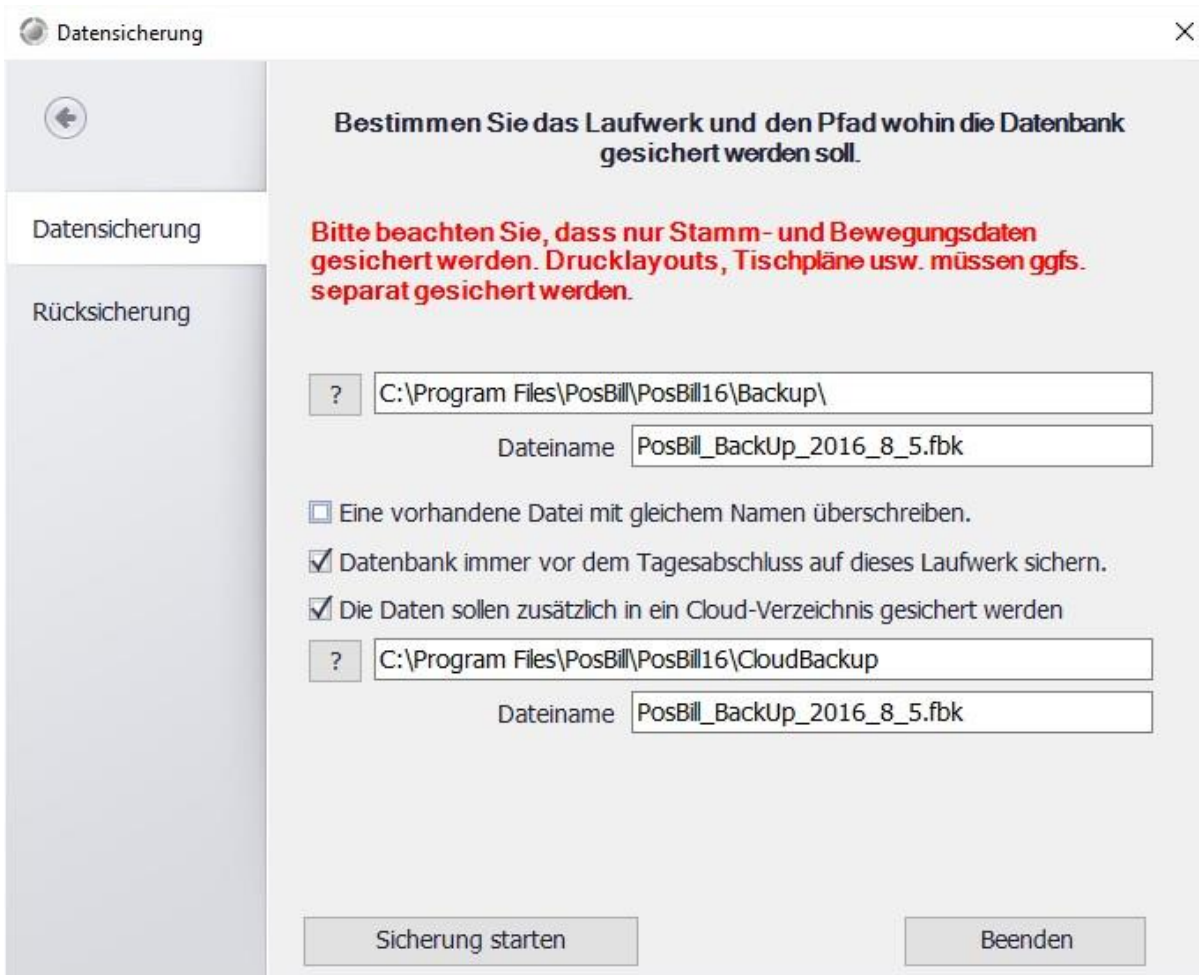 Datensicherung
Bestimmen Sie das Laufwerk und den Pfad wohin die Datenbank
gesichert werden soll.
Datensicherung
Rücksicherung
Bitte beachten Sie, dass nur Stamm- und Bewegungsdaten
gesichert werden. Drucklayouts, Tischpläne usw. müssen ggfs.
separat gesichert werden.
? C:\Program Files\PosBill\PosBill16\Backup\
Dateiname PosBill_BackUp_2016_8_5.fbk
Eine vorhandene Datei mit gleichem Namen überschreiben.
Datenbank immer vor dem Tagesabschluss auf dieses Laufwerk sichern.
Die Daten sollen zusätzlich in ein Cloud-Verzeichnis gesichert werden
? C:\Program Files\PosBill\PosBill16\CloudBackup
Dateiname PosBill_BackUp_2016_8_5.fbk
Sicherung starten
Beenden